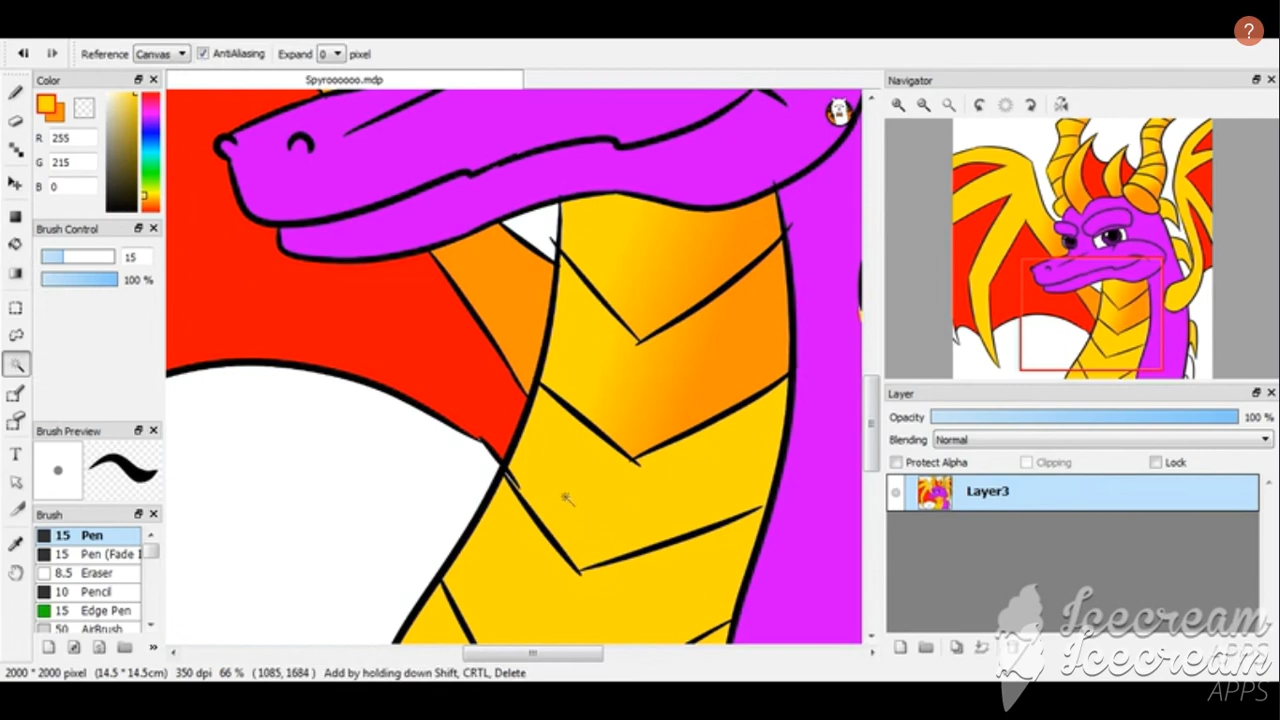 ?
Reference Canvas AntiAliasing Expand 0 pixel
Color
Spyroooooo.mdp
Navigator
R 255
G 215
B 0
Brush Control
15
100 %
Layer
Opacity 100 %
Blending Normal
Protect Alpha Clipping Lock
Layer3
Brush Preview
Brush
15 Pen
15 Pen (Fade I
8.5 Eraser
10 Pencil
15 Edge Pen
50 AirBrush
T
»
2000 * 2000 pixel (14.5 * 14.5cm) 350 dpi 66 % (1085, 1684) Add by holding down Shift, CRTL, Delete
Icecream
APPS
Icecream
APPS